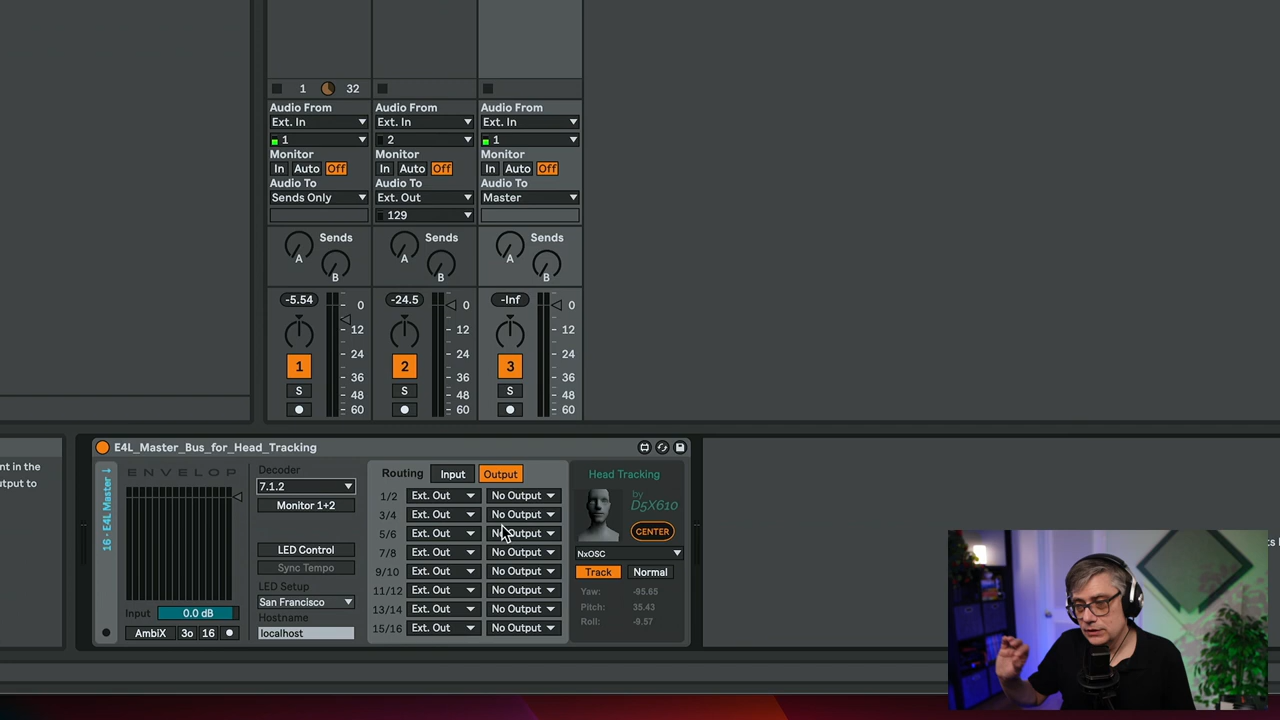 1 32
Audio From Audio From Audio From
Ext. In Ext. In Ext. In
1 2 1
Monitor Monitor Monitor
In Auto Off In Auto Off In Auto Off
Audio To Audio To Audio To
Sends Only Ext. Out Master
129
Sends Sends Sends
A B A B A B
-5.54 0 -24.5 0 -Inf 0
12 12 12
24 24 24
1 2 3
36 36 36
S S S
48 48 48
60 60 60
E4L_Master_Bus_for_Head_Tracking
ent in the
utput to
16 - E4L Master
ENVELOP
Input 0.0 dB
AmbiX 3o 16
Decoder
7.1.2
Monitor 1+2
LED Control
Sync Tempo
LED Setup
San Francisco
Hostname
localhost
Routing Input Output
1/2 Ext. Out No Output
3/4 Ext. Out No Output
5/6 Ext. Out No Output
7/8 Ext. Out No Output
9/10 Ext. Out No Output
11/12 Ext. Out No Output
13/14 Ext. Out No Output
15/16 Ext. Out No Output
Head Tracking
by
D5X610
CENTER
NxOSC
Track Normal
Yaw: -95.65
Pitch: 35.43
Roll: -9.57